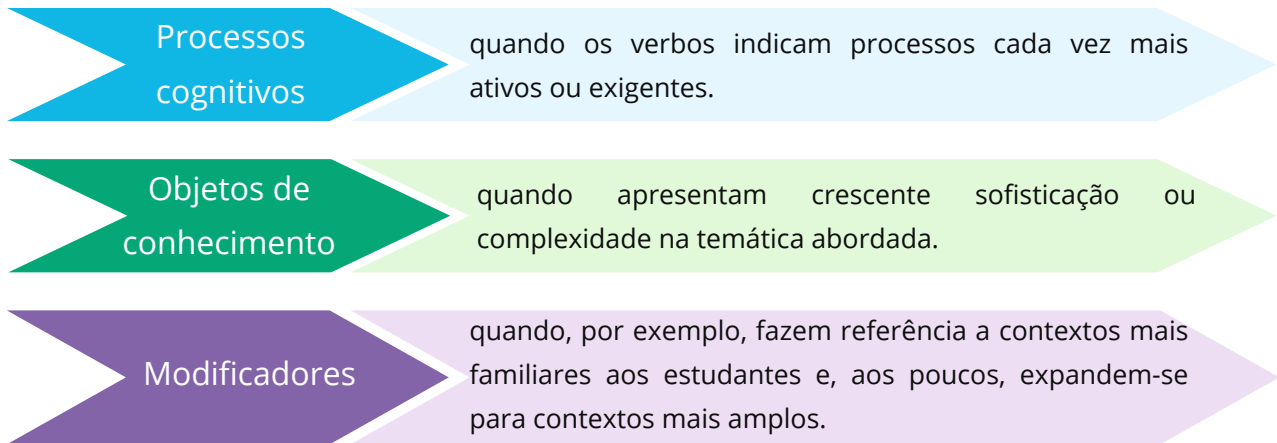 Processos
cognitivos
quando os verbos indicam processos cada vez mais
ativos ou exigentes.
Objetos de
conhecimento
quando apresentam crescente sofisticação ou
complexidade na temática abordada.
Modificadores
quando, por exemplo, fazem referência a contextos mais
familiares aos estudantes e, aos poucos, expandem-se
para contextos mais amplos.